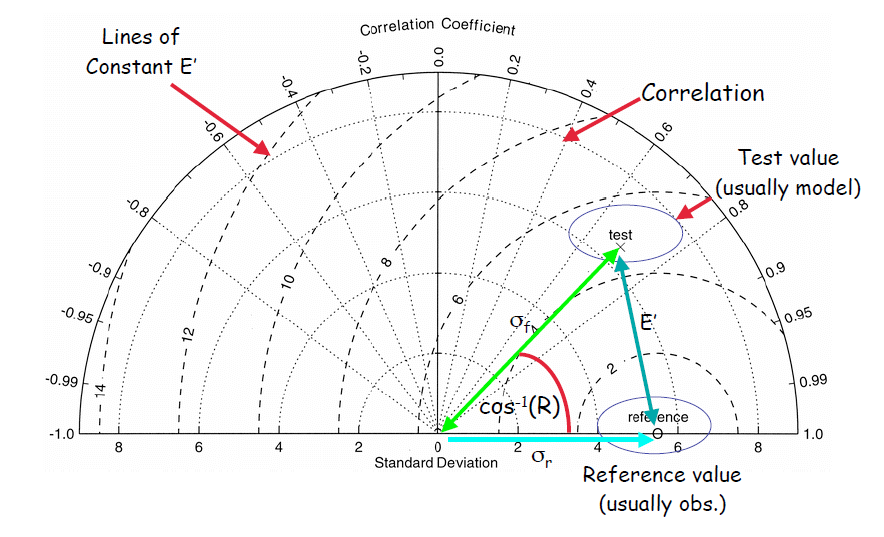 Correlation Coefficient
Lines of
Constant E'
-0.4
-0.2
0.0
0.2
0.4
Correlation
-0.6
0.6
Test value
(usually model)
-0.8
0.8
test
-0.9
0.9
10
8
6
-0.95
0.95
12
σf
E'
2
-0.99
0.99
14
cos-1(R)
reference
-1.0
1.0
8
6
4
2
0
2
4
6
8
Standard Deviation
σr
Reference value
(usually obs.)